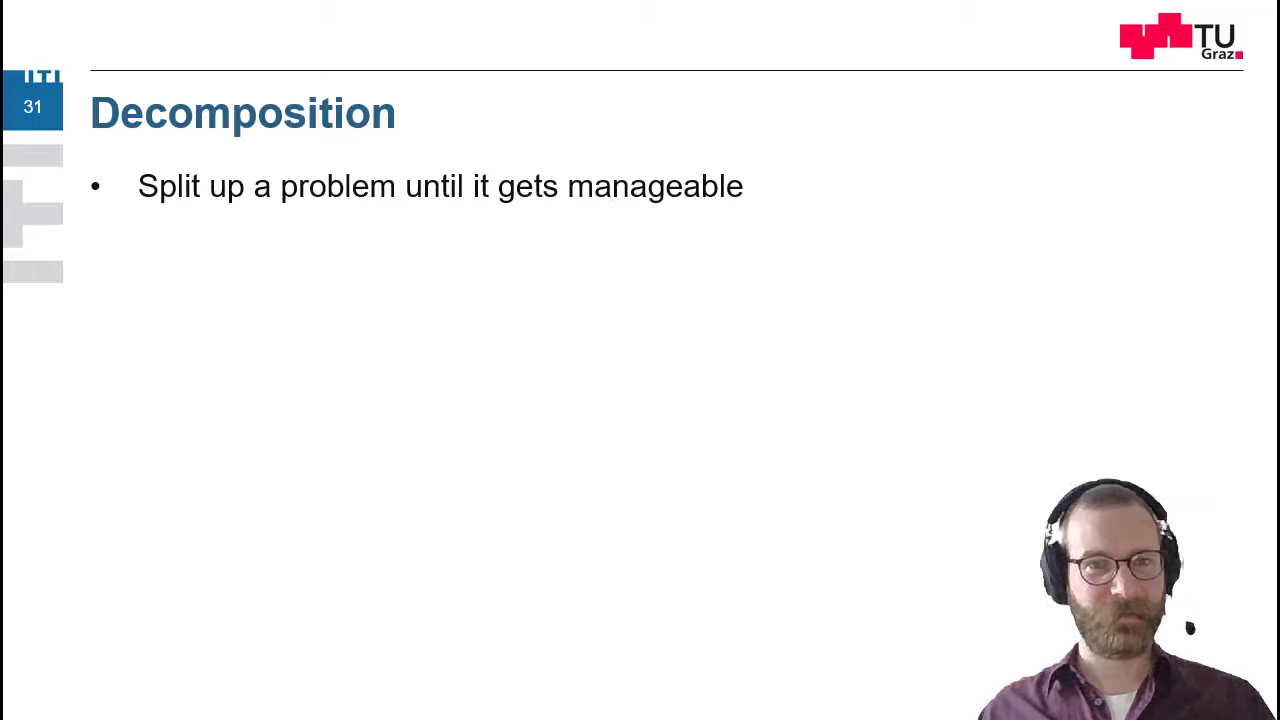 TU
Graz
31
Decomposition
• Split up a problem until it gets manageable